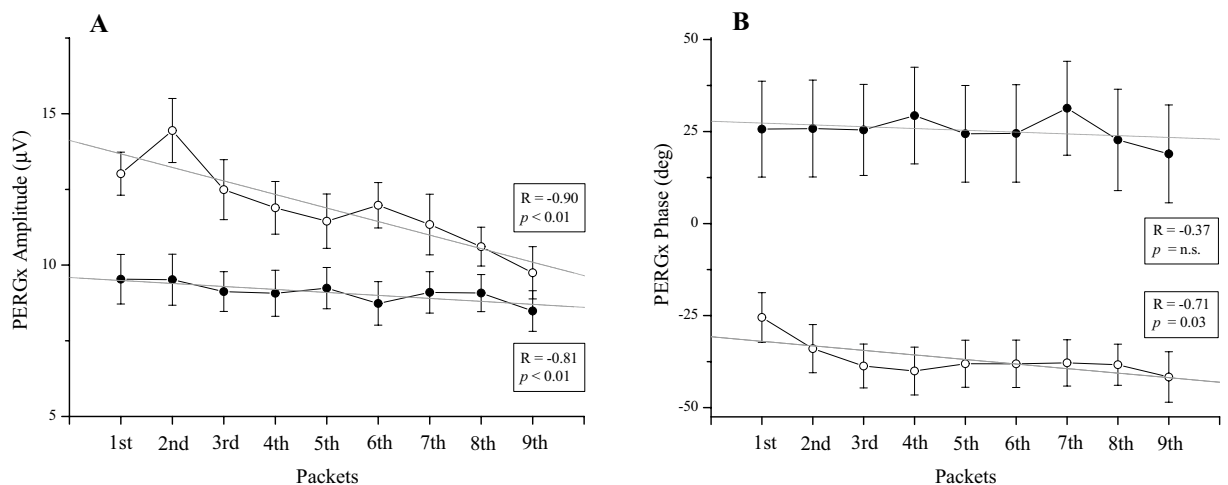 A
PERGx Amplitude (µV)
15
10
5
R = -0.90
p < 0.01
R = -0.81
p < 0.01
1st 2nd 3rd 4th 5th 6th 7th 8th 9th
Packets
B
PERGx Phase (deg)
50
25
0
-25
-50
R = -0.37
p = n.s.
R = -0.71
p = 0.03
1st 2nd 3rd 4th 5th 6th 7th 8th 9th
Packets